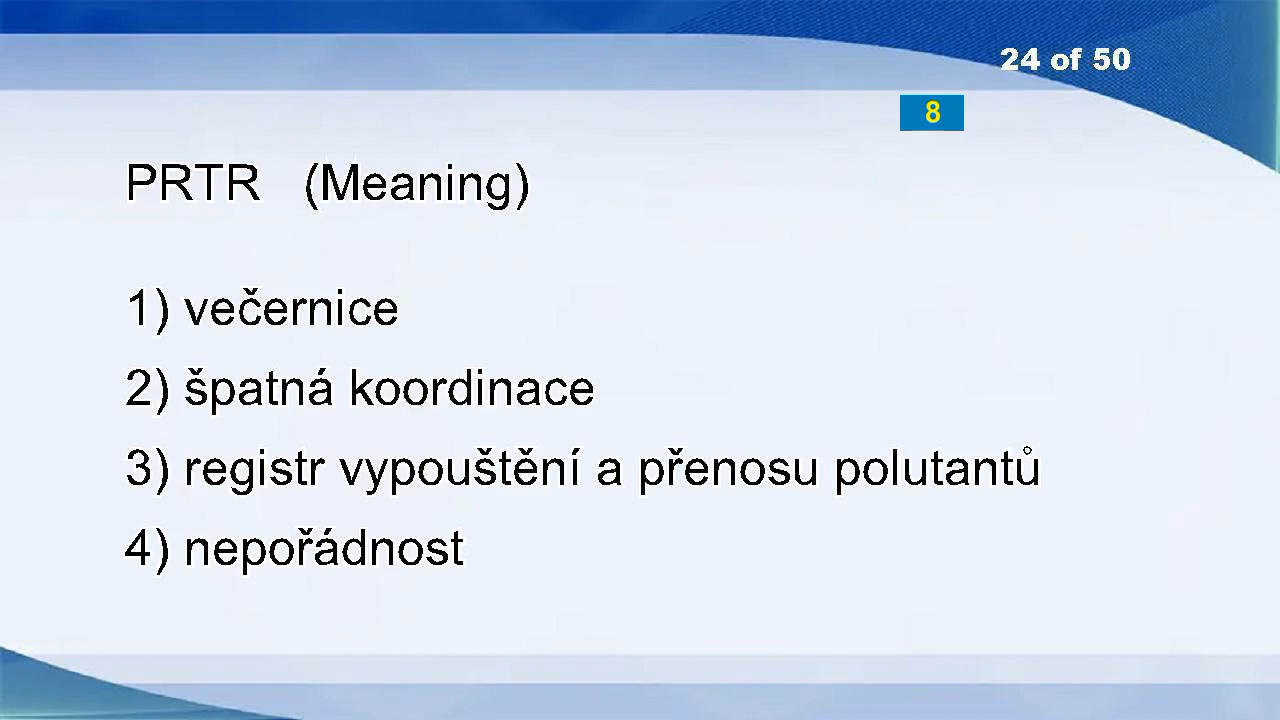 24 of 50
8
PRTR (Meaning)
1) večernice
2) špatná koordinace
3) registr vypouštění a přenosu polutantů
4) nepořádnost